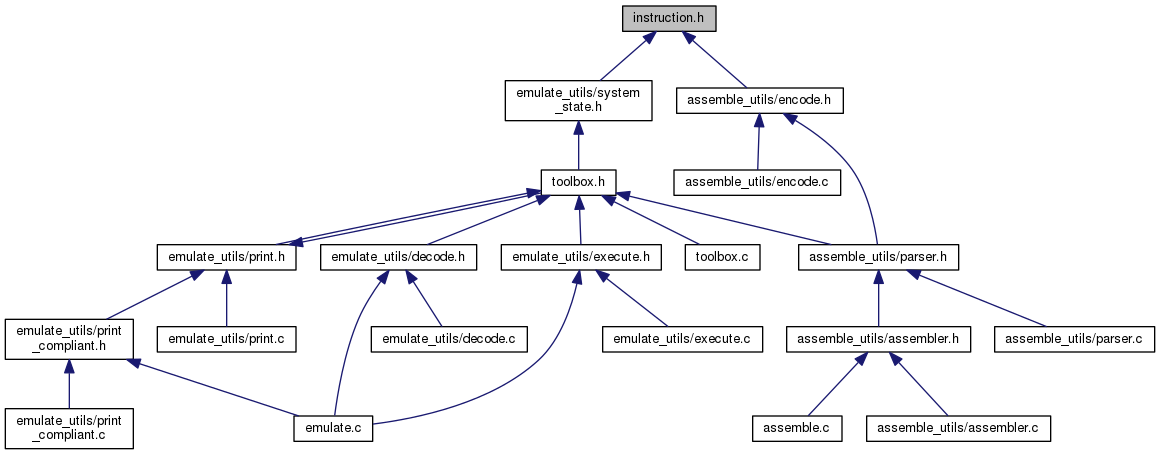 instruction.h
emulate_utils/system
_state.h
assemble_utils/encode.h
toolbox.h
assemble_utils/encode.c
emulate_utils/print.h
emulate_utils/decode.h
emulate_utils/execute.h
toolbox.c
assemble_utils/parser.h
emulate_utils/print
_compliant.h
emulate_utils/print.c
emulate_utils/decode.c
emulate_utils/execute.c
assemble_utils/assembler.h
assemble_utils/parser.c
emulate_utils/print
_compliant.c
emulate.c
assemble.c
assemble_utils/assembler.c